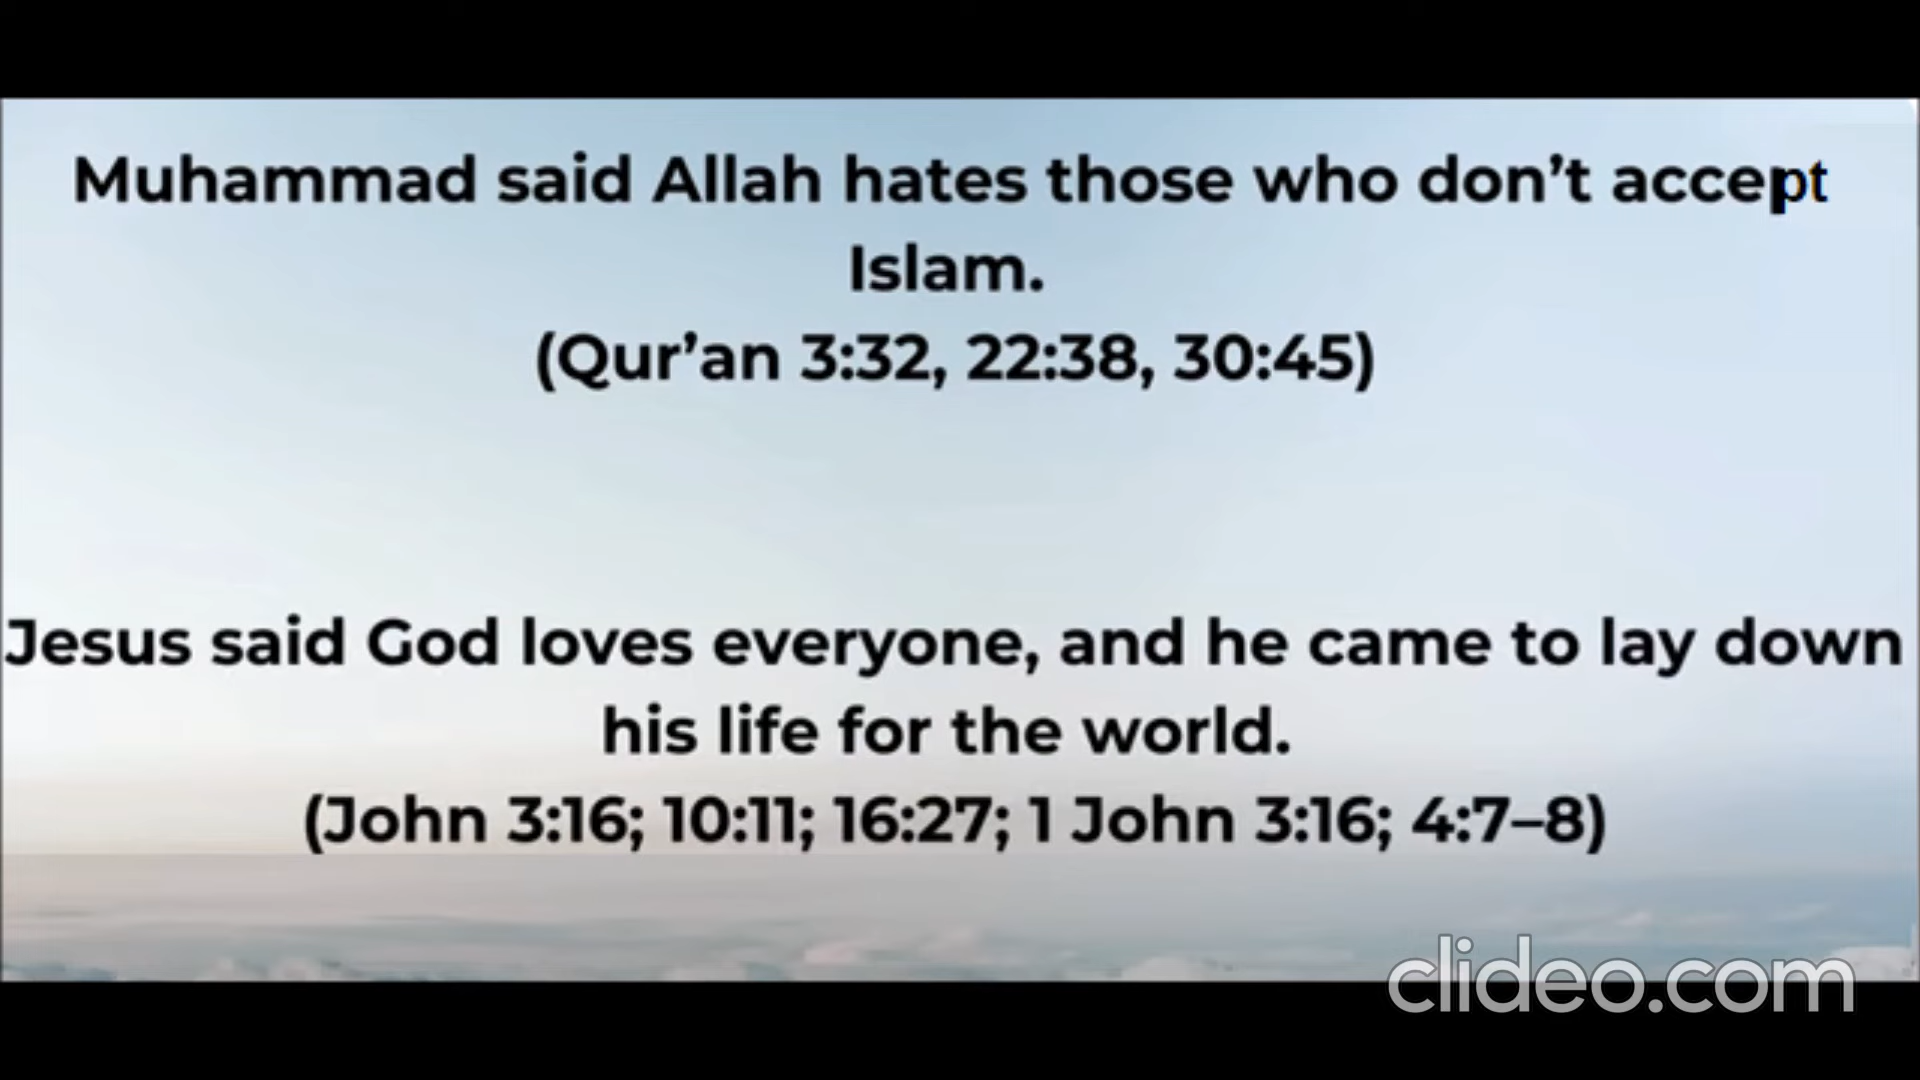 Muhammad said Allah hates those who don’t accept
Islam.
(Qur’an 3:32, 22:38, 30:45)
Jesus said God loves everyone, and he came to lay down
his life for the world.
(John 3:16; 10:11; 16:27; 1 John 3:16; 4:7–8)
clideo.com